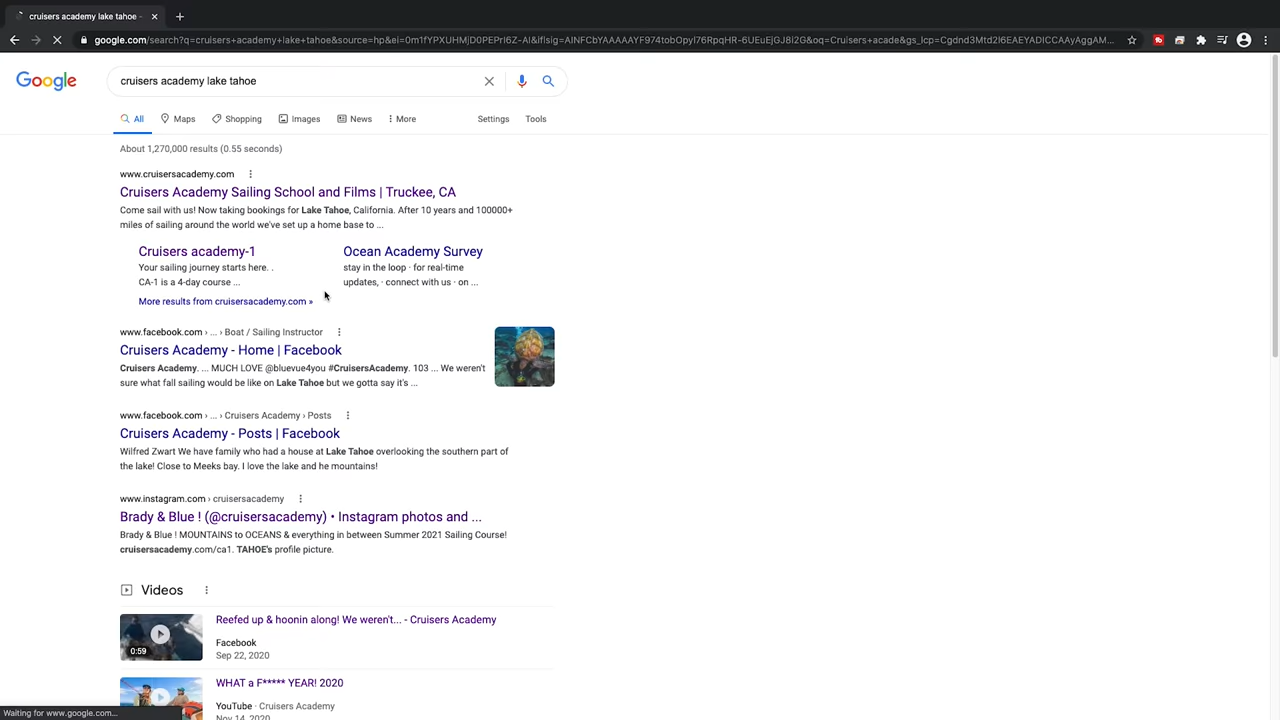 cruisers academy lake tahoe -
google.com/search?q=cruisers+academy+lake+tahoe&source=hp&ei=
Google
cruisers academy lake tahoe
All
Maps
Shopping
Images
News
More
Settings
Tools
About 1,270,000 results (0.55 seconds)
www.cruisersacademy.com
Cruisers Academy Sailing School and Films | Truckee, CA
Come sail with us! Now taking bookings for Lake Tahoe, California. After 10 years and 100000+
miles of sailing around the world we've set up a home base to ...
Cruisers academy-1
Your sailing journey starts here. .
CA-1 is a 4-day course ...
Ocean Academy Survey
stay in the loop · for real-time
updates, · connect with us · on ...
More results from cruisersacademy.com »
www.facebook.com › ... › Boat / Sailing Instructor
Cruisers Academy - Home | Facebook
Cruisers Academy. ... MUCH LOVE @bluevue4you #CruisersAcademy. 103 ... We weren't
sure what fall sailing would be like on Lake Tahoe but we gotta say it's ...
www.facebook.com › ... › Cruisers Academy › Posts
Cruisers Academy - Posts | Facebook
Wilfred Zwart We have family who had a house at Lake Tahoe overlooking the southern part of
the lake! Close to Meeks bay. I love the lake and he mountains!
www.instagram.com › cruisersacademy
Brady & Blue ! (@cruisersacademy) • Instagram photos and ...
Brady & Blue ! MOUNTAINS to OCEANS & everything in between Summer 2021 Sailing Course!
cruisersacademy.com/ca1. TAHOE's profile picture.
Videos
0:59
Reefed up & hoonin along! We weren't... - Cruisers Academy
Facebook
Sep 22, 2020
WHAT a F***** YEAR! 2020
YouTube · Cruisers Academy
Nov 14, 2020
Waiting for www.google.com...